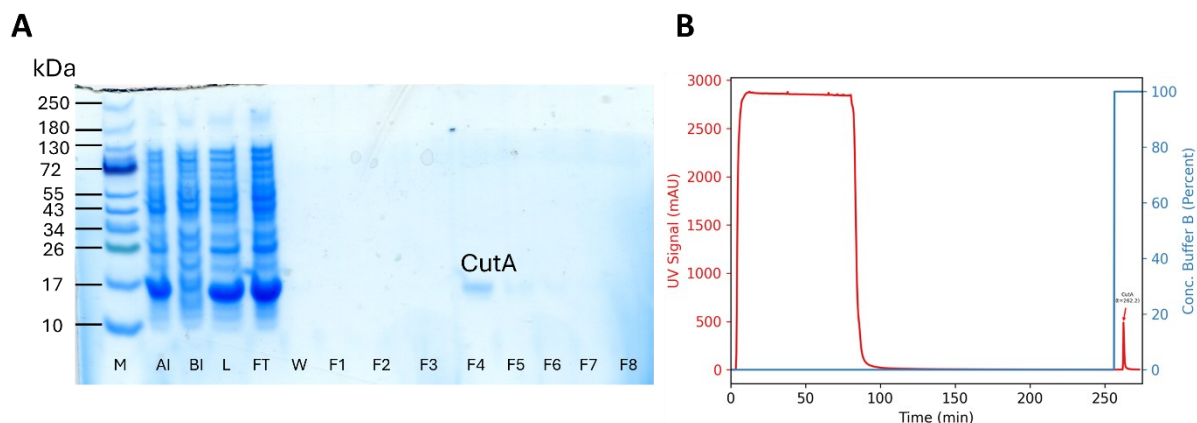 A
B
kDa
250
180
130
72
55
43
34
26
17
10
CutA
M AI BI L FT W F1 F2 F3 F4 F5 F6 F7 F8
3000
2500
2000
1500
1000
500
0
UV Signal (mAU)
100
80
60
40
20
0
Conc. Buffer B (Percent)
CutA
(t=262.2)
0 50 100 150 200 250
Time (min)